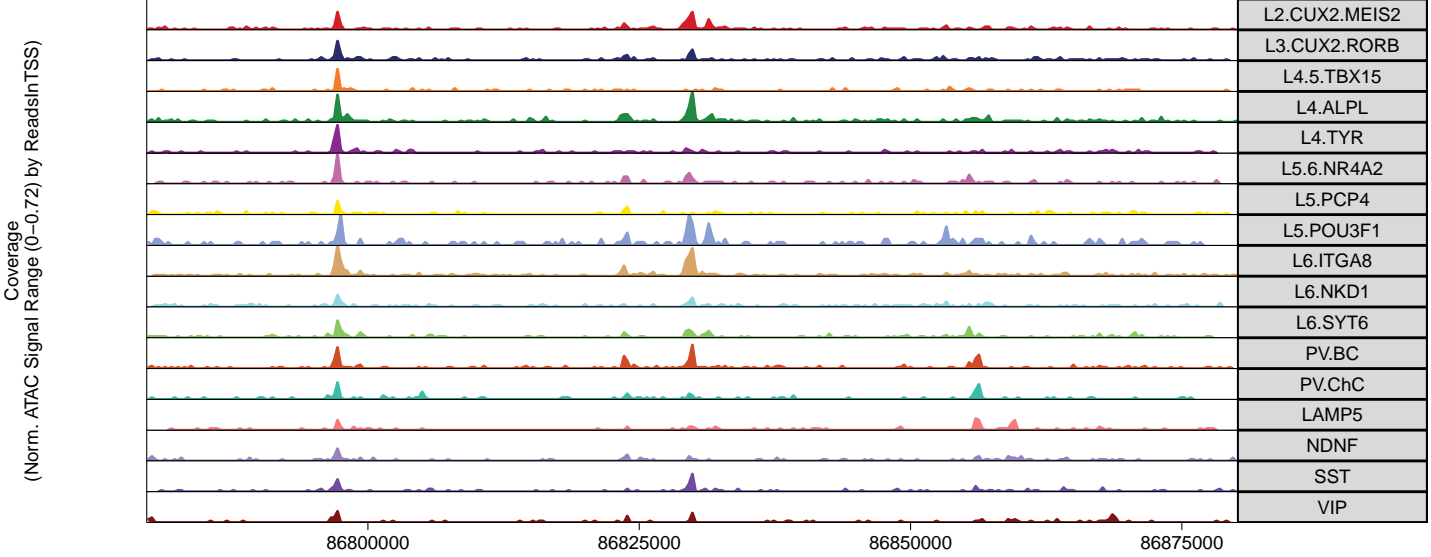 Coverage
(Norm. ATAC Signal Range (0−0.72) by ReadsInTSS)
L2.CUX2.MEIS2
L3.CUX2.RORB
L4.5.TBX15
L4.ALPL
L4.TYR
L5.6.NR4A2
L5.PCP4
L5.POU3F1
L6.ITGA8
L6.NKD1
L6.SYT6
PV.BC
PV.ChC
LAMP5
NDNF
SST
VIP
86800000 86825000 86850000 86875000